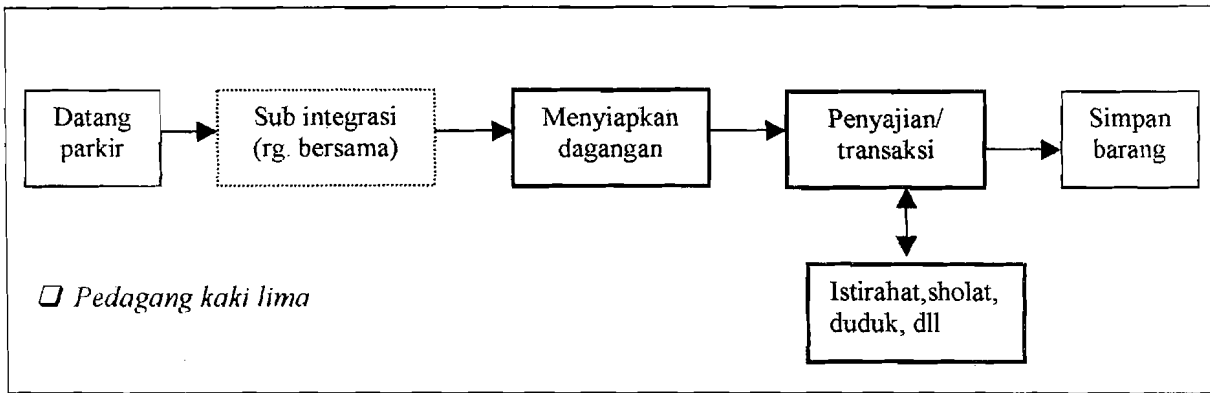 Datang
parkir
Sub integrasi
(rg. bersama)
Menyiapkan
dagangan
Penyajian/
transaksi
Simpan
barang
Istirahat,sholat,
duduk, dll
❑ Pedagang kaki lima